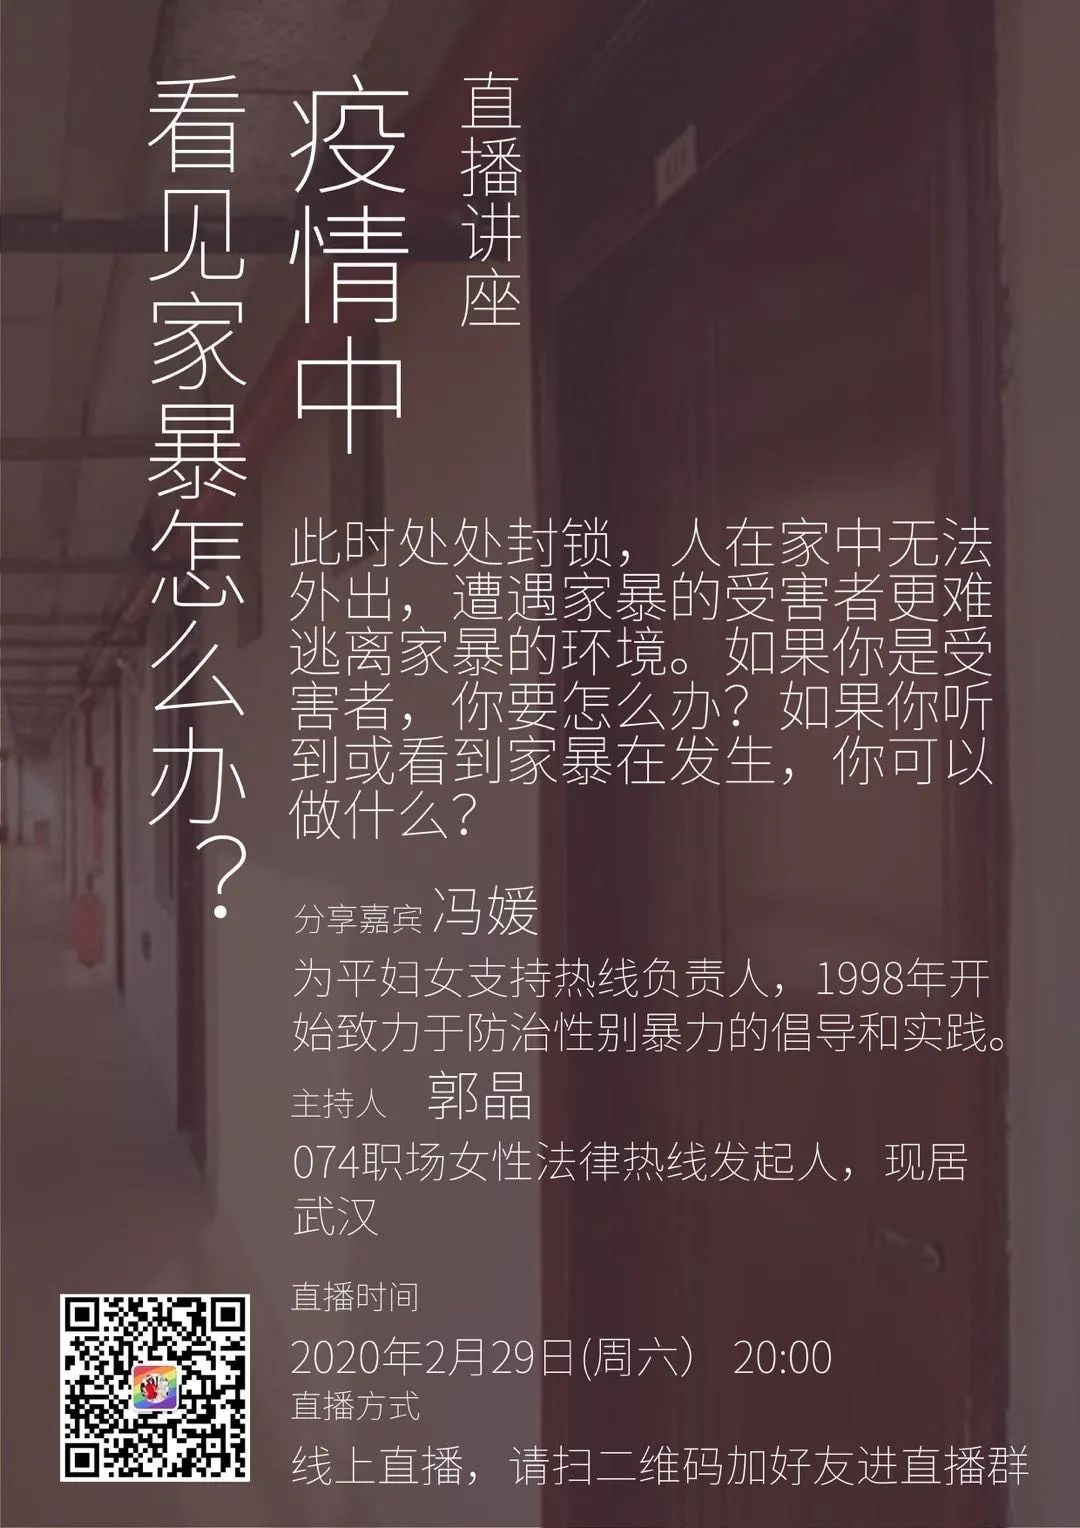 直播讲座
疫情中
看见家暴怎么办？
此时处处封锁，人在家中无法
外出，遭遇家暴的受害者更难
逃离家暴的环境。如果你是受
害者，你要怎么办？如果你听
到或看到家暴在发生，你可以
做什么？
分享嘉宾 冯媛
为平妇女支持热线负责人，1998年开
始致力于防治性别暴力的倡导和实践。
主持人 郭晶
074职场女性法律热线发起人，现居
武汉
直播时间
2020年2月29日(周六） 20:00
直播方式
线上直播，请扫二维码加好友进直播群